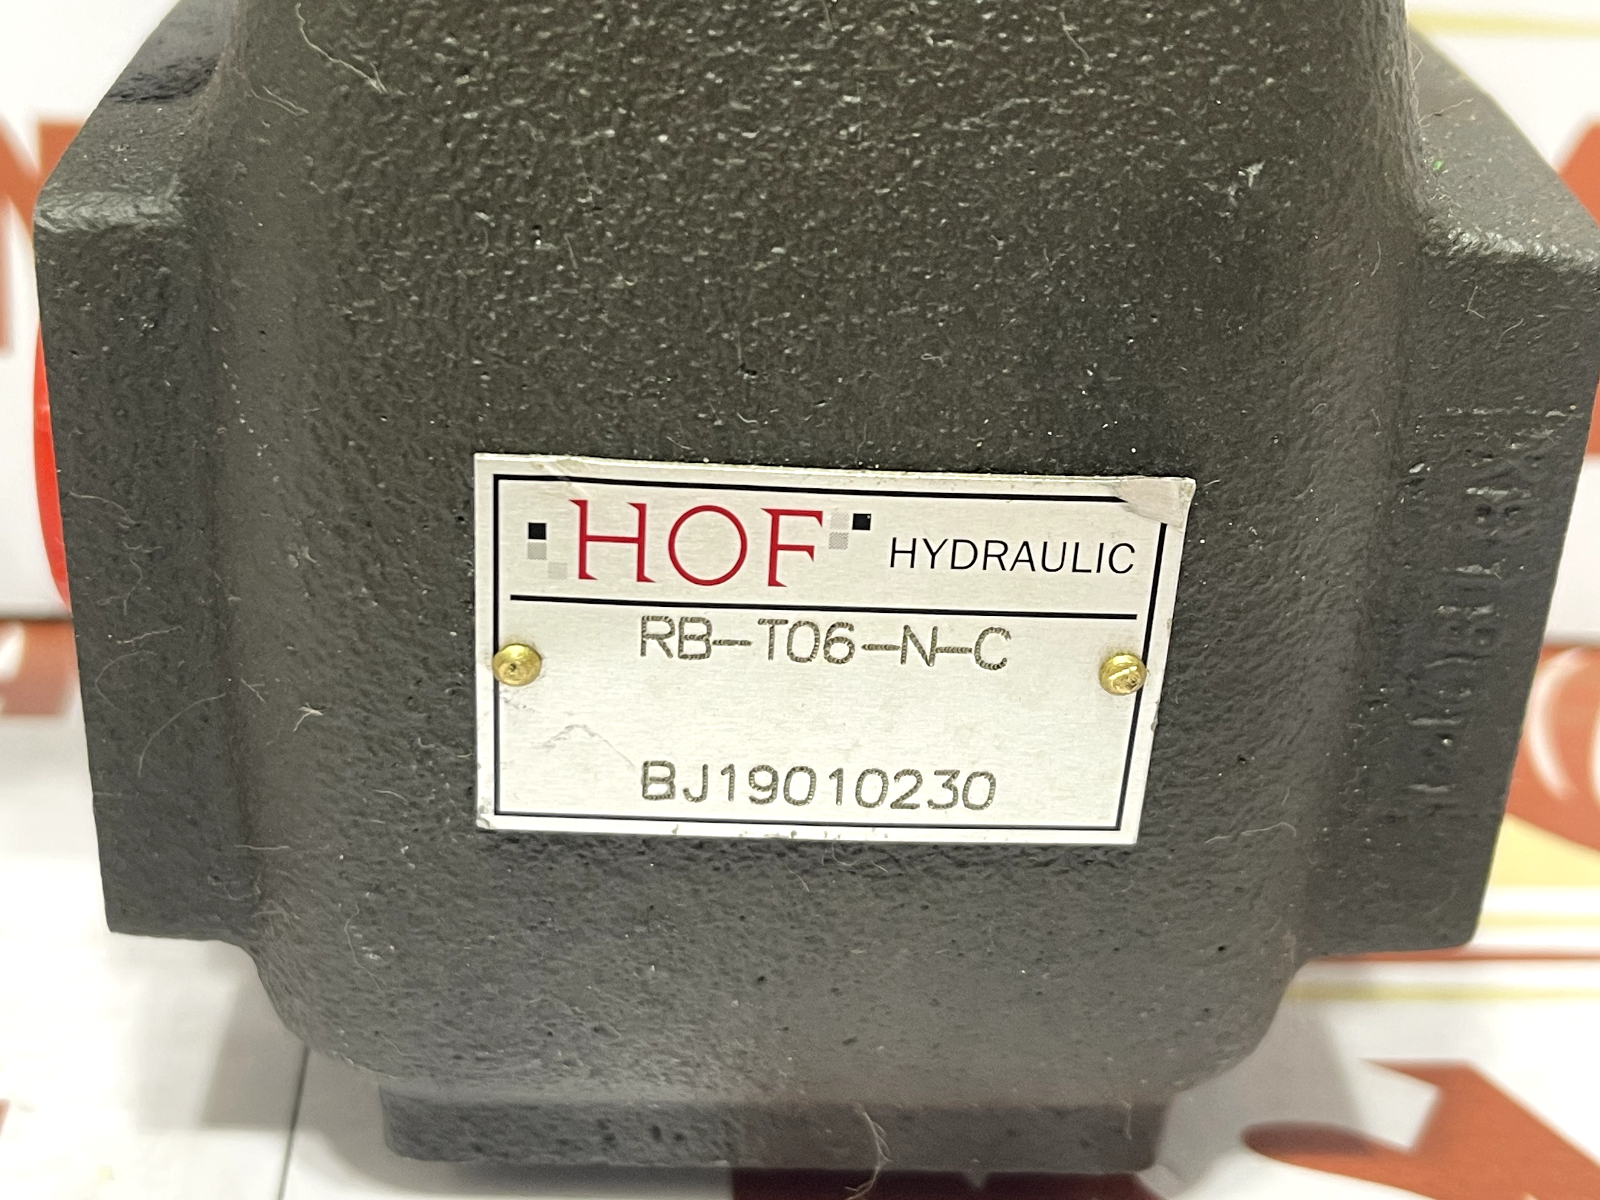 HOF HYDRAULIC
RB-T06-N-C
BJ19010230